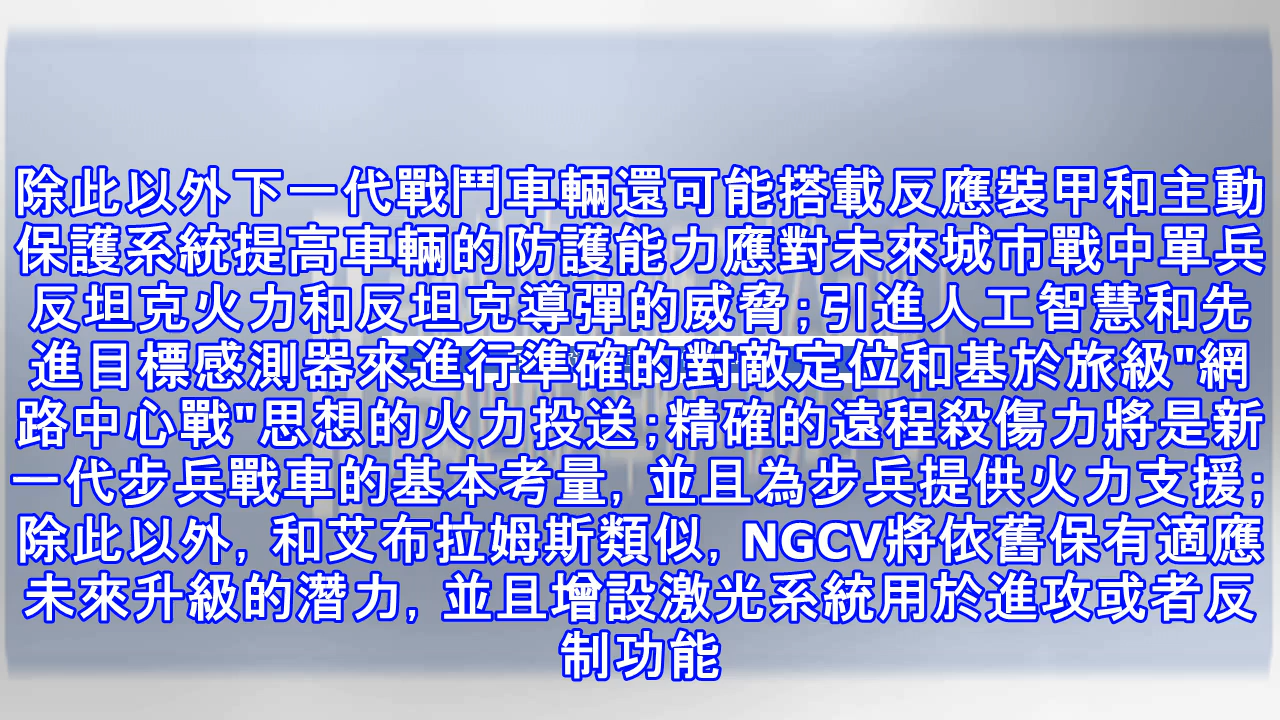 除此以外下一代戰鬥車輛還可能搭載反應裝甲和主動
保護系統提高車輛的防護能力應對未來城市戰中單兵
反坦克火力和反坦克導彈的威脅;引進人工智慧和先
進目標感測器來進行準確的對敵定位和基於旅級"網
路中心戰"思想的火力投送;精確的遠程殺傷力將是新
一代步兵戰車的基本考量, 並且為步兵提供火力支援;
除此以外, 和艾布拉姆斯類似, NGCV將依舊保有適應
未來升級的潛力, 並且增設激光系統用於進攻或者反
制功能